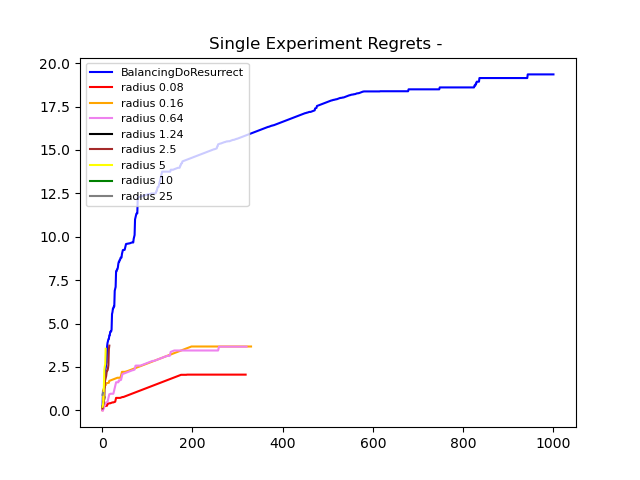 Single Experiment Regrets -
20.0
17.5
15.0
12.5
10.0
7.5
5.0
2.5
0.0
BalancingDoResurrect
radius 0.08
radius 0.16
radius 0.64
radius 1.24
radius 2.5
radius 5
radius 10
radius 25
0 200 400 600 800 1000